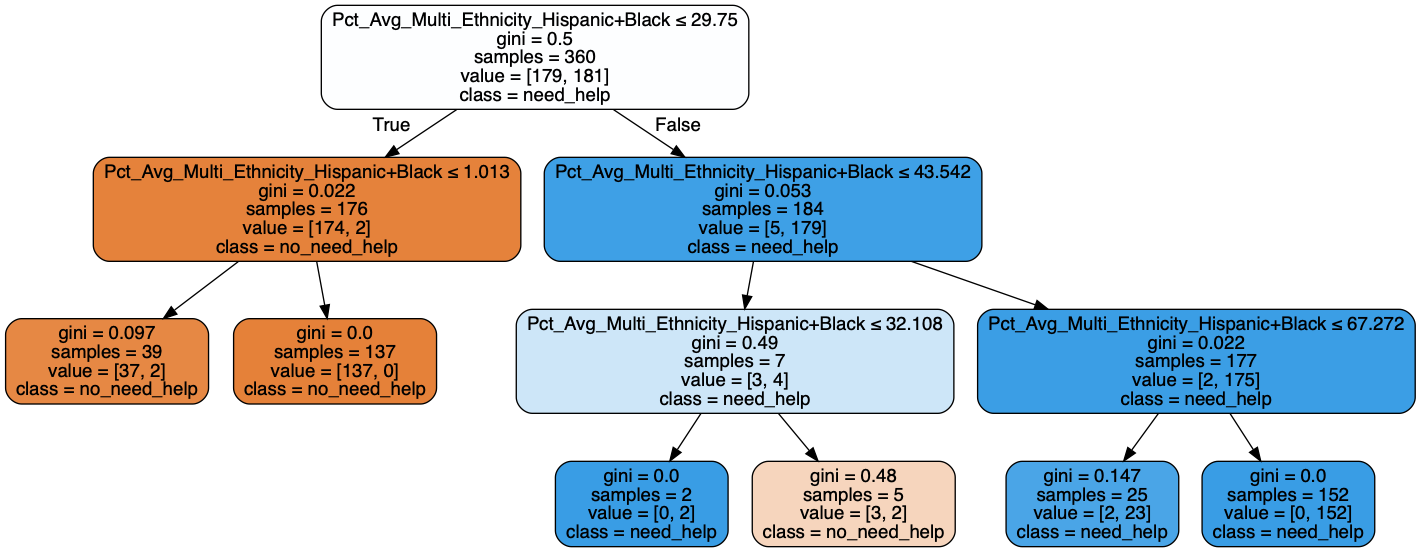 Pct_Avg_Multi_Ethnicity_Hispanic+Black ≤ 29.75
gini = 0.5
samples = 360
value = [179, 181]
class = need_help
True
False
Pct_Avg_Multi_Ethnicity_Hispanic+Black ≤ 1.013
gini = 0.022
samples = 176
value = [174, 2]
class = no_need_help
Pct_Avg_Multi_Ethnicity_Hispanic+Black ≤ 43.542
gini = 0.053
samples = 184
value = [5, 179]
class = need_help
gini = 0.097
samples = 39
value = [37, 2]
class = no_need_help
gini = 0.0
samples = 137
value = [137, 0]
class = no_need_help
Pct_Avg_Multi_Ethnicity_Hispanic+Black ≤ 32.108
gini = 0.49
samples = 7
value = [3, 4]
class = need_help
Pct_Avg_Multi_Ethnicity_Hispanic+Black ≤ 67.272
gini = 0.022
samples = 177
value = [2, 175]
class = need_help
gini = 0.0
samples = 2
value = [0, 2]
class = need_help
gini = 0.48
samples = 5
value = [3, 2]
class = no_need_help
gini = 0.147
samples = 25
value = [2, 23]
class = need_help
gini = 0.0
samples = 152
value = [0, 152]
class = need_help